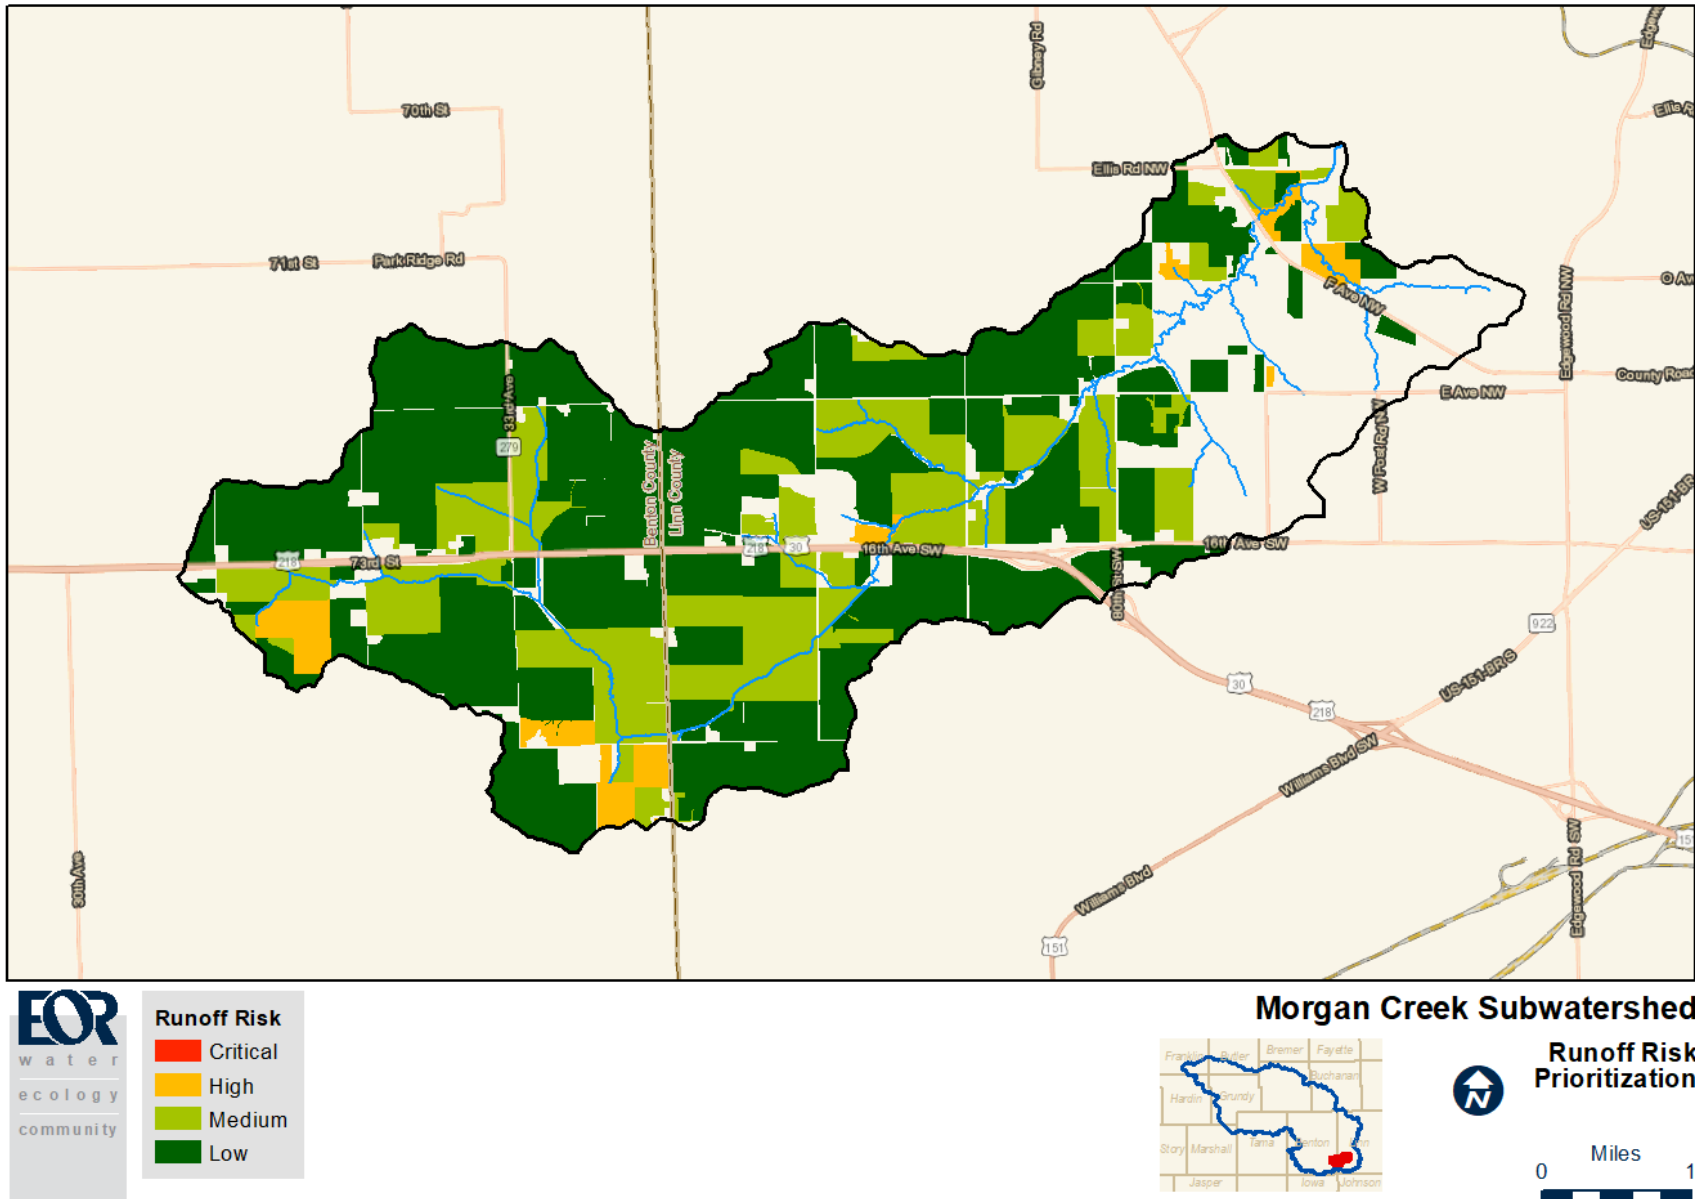 70th St
Gibney Rd
Ellis Rd NW
71st St
Park Ridge Rd
33rd Ave
279
Benton County
Linn County
F Ave NW
Edgewood Rd NW
E Ave NW
County Road
W Post Rd NW
US-151-BR
218
73rd St
218
30
16th Ave SW
16th Ave SW
80th St SW
922
30
218
US-151-BR S
Williams Blvd SW
Williams Blvd
151
30th Ave
Edgewood Rd SW
151
EOR
water
ecology
community
Runoff Risk
Critical
High
Medium
Low
Morgan Creek Subwatershed
Runoff Risk
Prioritization
N
Miles
0 1
Franklin Butler Bremer Fayette
Buchanan
Hardin Grundy
Story Marshall Tama Benton Linn
Jasper Iowa Johnson